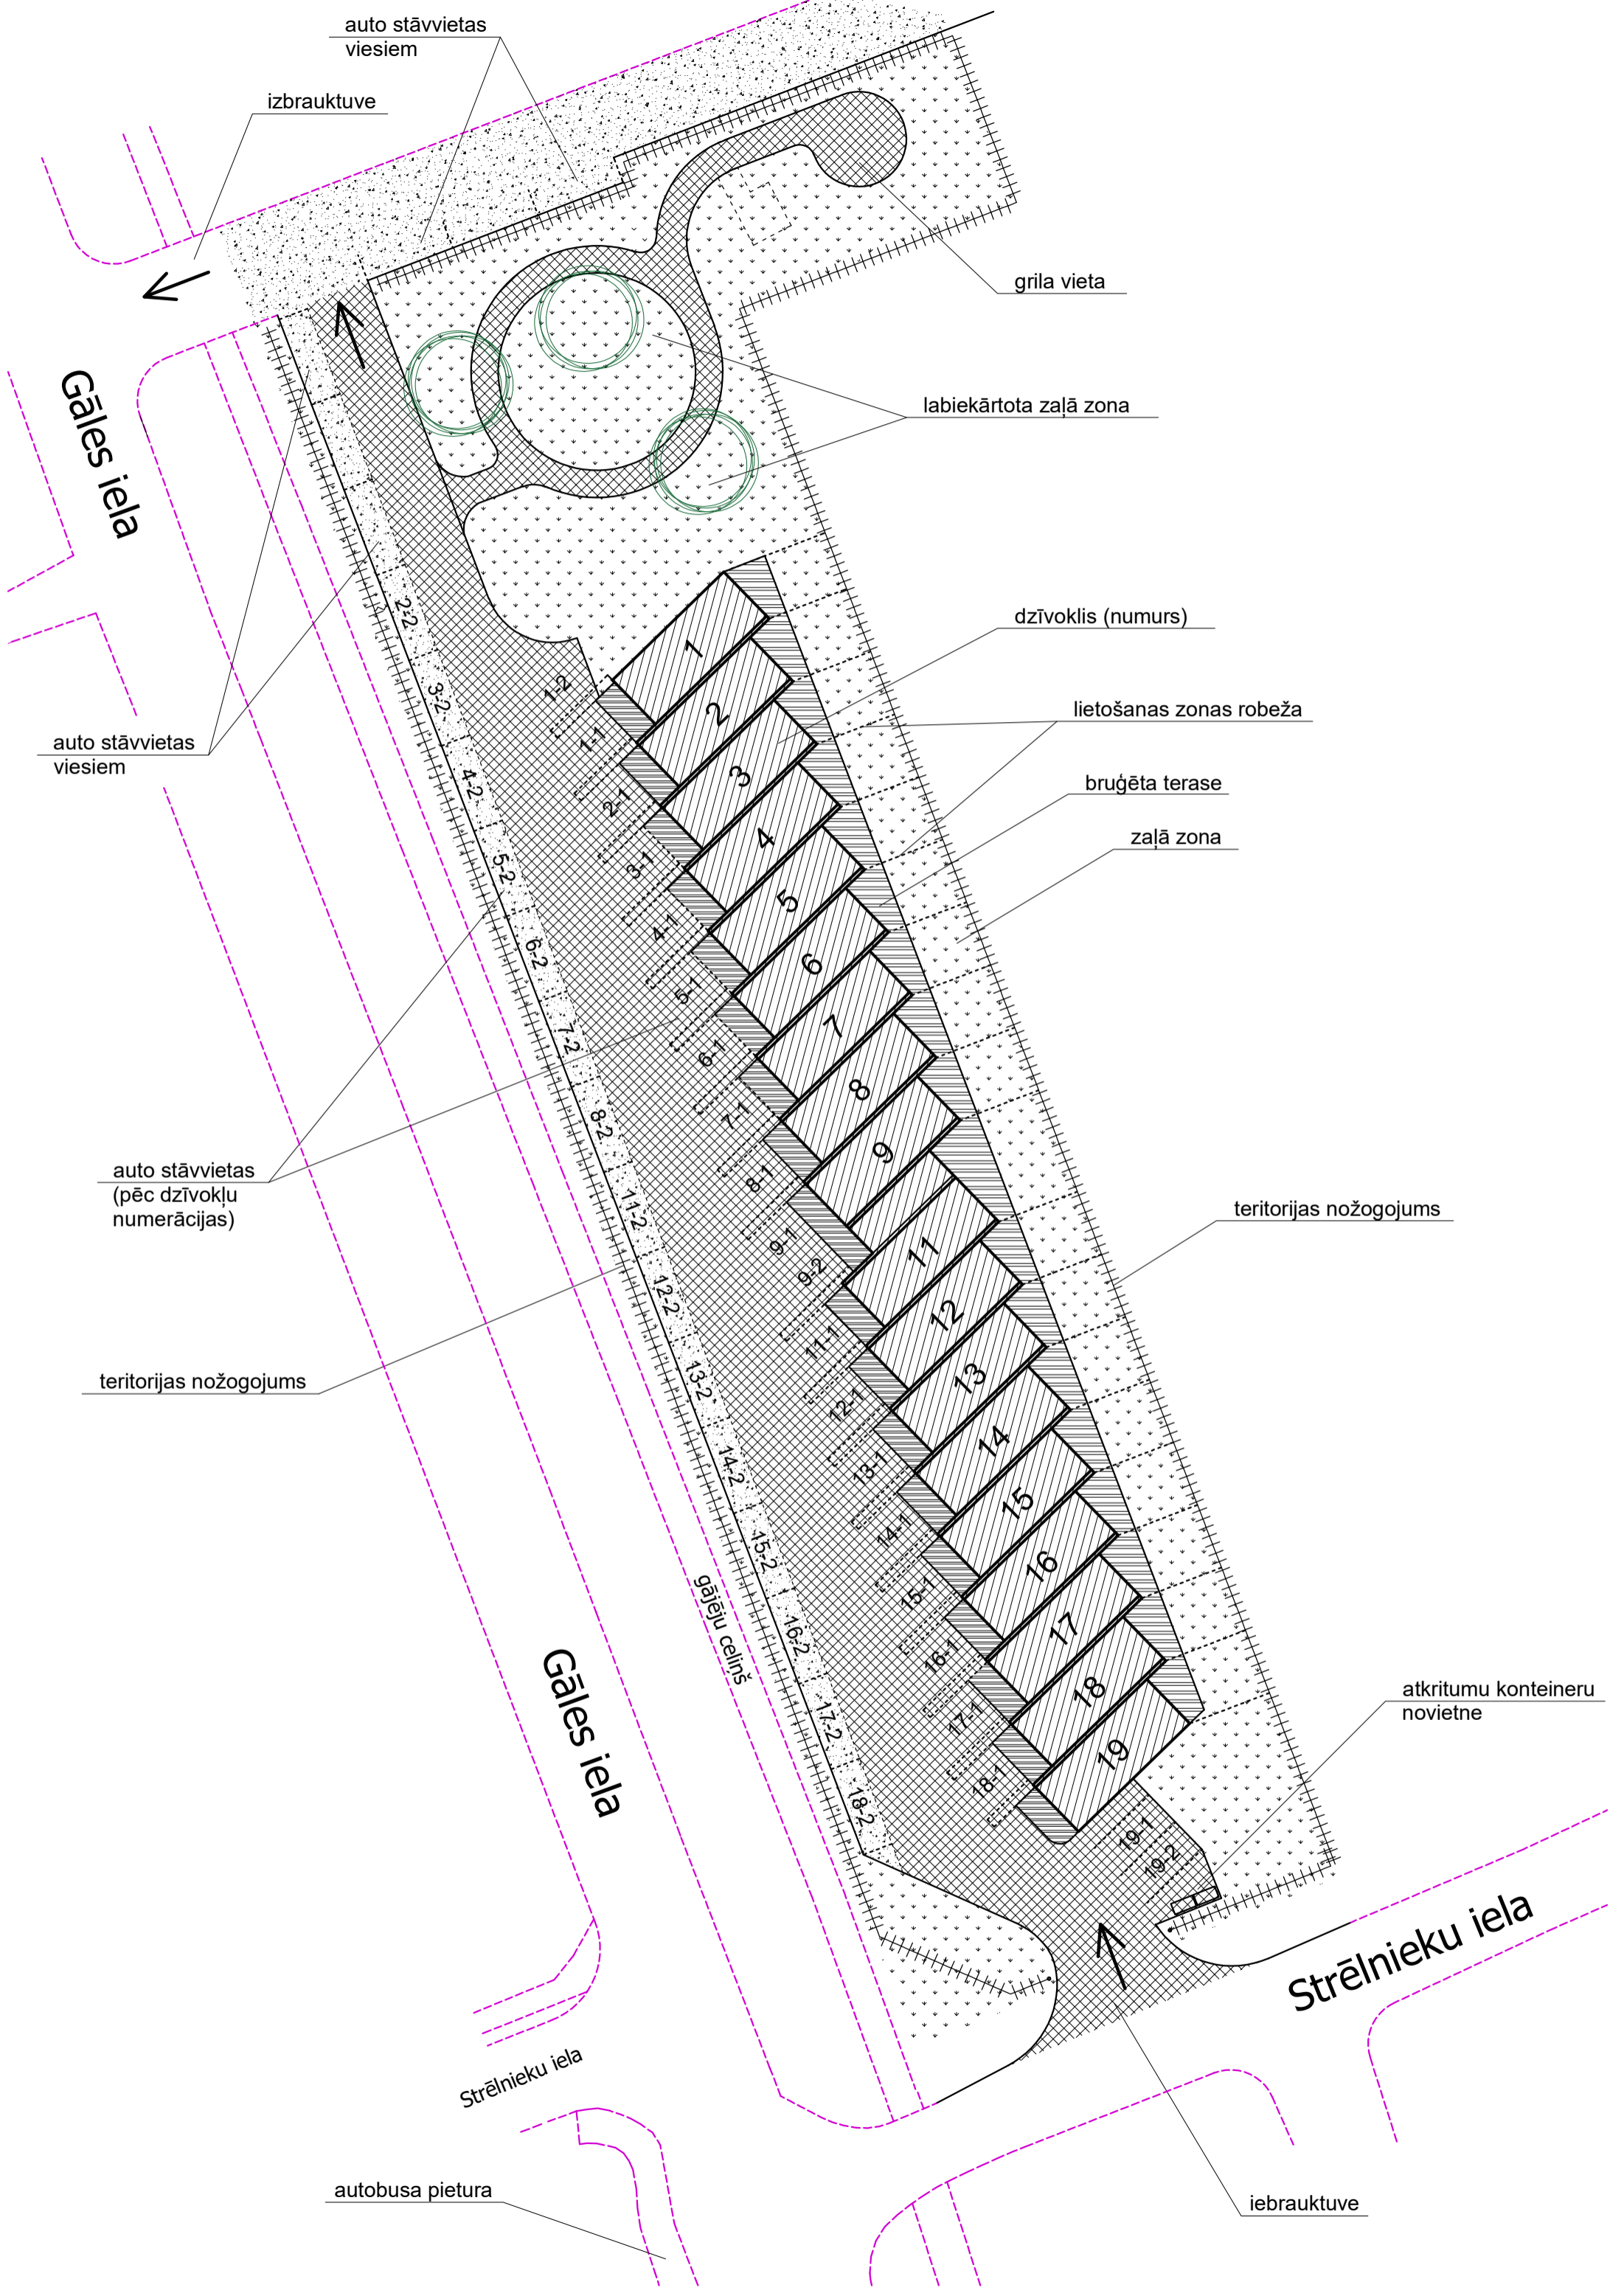 auto stāvvietas
viesiem
izbrauktuve
grila vieta
Gāles iela
labiekārtota zaļā zona
dzīvoklis (numurs)
lietošanas zonas robeža
auto stāvvietas
viesiem
bruģēta terase
zaļā zona
1
2
3
4
5
6
7
8
9
11
12
13
14
15
16
17
18
19
1-2
1-1
2-1
3-1
4-1
5-1
6-1
7-1
8-1
9-1
9-2
11-1
12-1
13-1
14-1
15-1
16-1
17-1
18-1
19-1
19-2
2-2
3-2
4-2
5-2
6-2
7-2
8-2
11-2
12-2
13-2
14-2
15-2
16-2
17-2
18-2
auto stāvvietas
(pēc dzīvokļu
numerācijas)
teritorijas nožogojums
teritorijas nožogojums
gājēju celiņš
Gāles iela
atkritumu konteineru
novietne
Strēlnieku iela
Strēlnieku iela
autobusa pietura
iebrauktuve